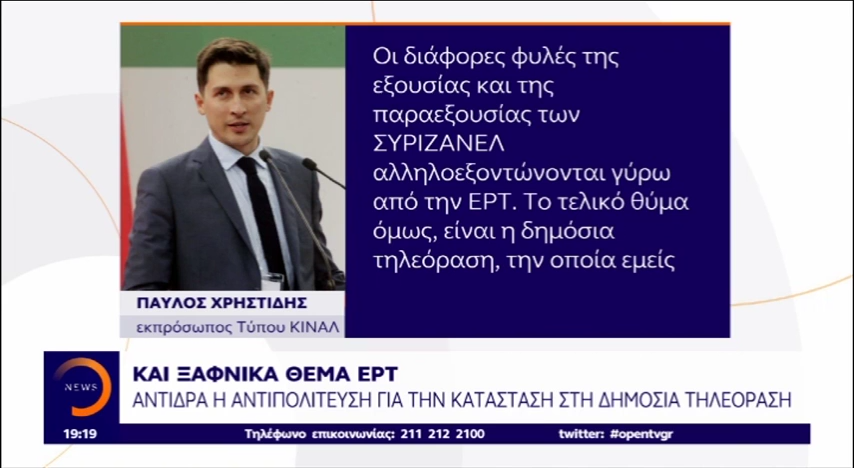 Οι διάφορες φυλές της
εξουσίας και της
παραεξουσίας των
ΣΥΡΙΖΑΝΕΛ
αλληλοεξοντώνονται γύρω
από την ΕΡΤ. Το τελικό θύμα
όμως, είναι η δημόσια
τηλεόραση, την οποία εμείς
ΠΑΥΛΟΣ ΧΡΗΣΤΙΔΗΣ
εκπρόσωπος Τύπου ΚΙΝΑΛ
NEWS
ΚΑΙ ΞΑΦΝΙΚΑ ΘΕΜΑ ΕΡΤ
ΑΝΤΙΔΡΑ Η ΑΝΤΙΠΟΛΙΤΕΥΣΗ ΓΙΑ ΤΗΝ ΚΑΤΑΣΤΑΣΗ ΣΤΗ ΔΗΜΟΣΙΑ ΤΗΛΕΟΡΑΣΗ
19:19 Τηλέφωνο επικοινωνίας: 211 212 2100 twitter: #opentvgr